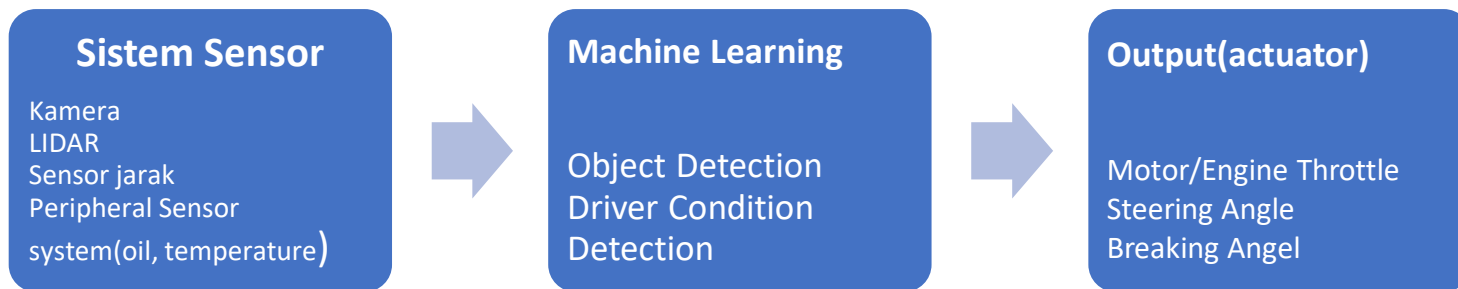 Sistem Sensor
Kamera
LIDAR
Sensor jarak
Peripheral Sensor
system(oil, temperature)
Machine Learning
Object Detection
Driver Condition
Detection
Output(actuator)
Motor/Engine Throttle
Steering Angle
Breaking Angel